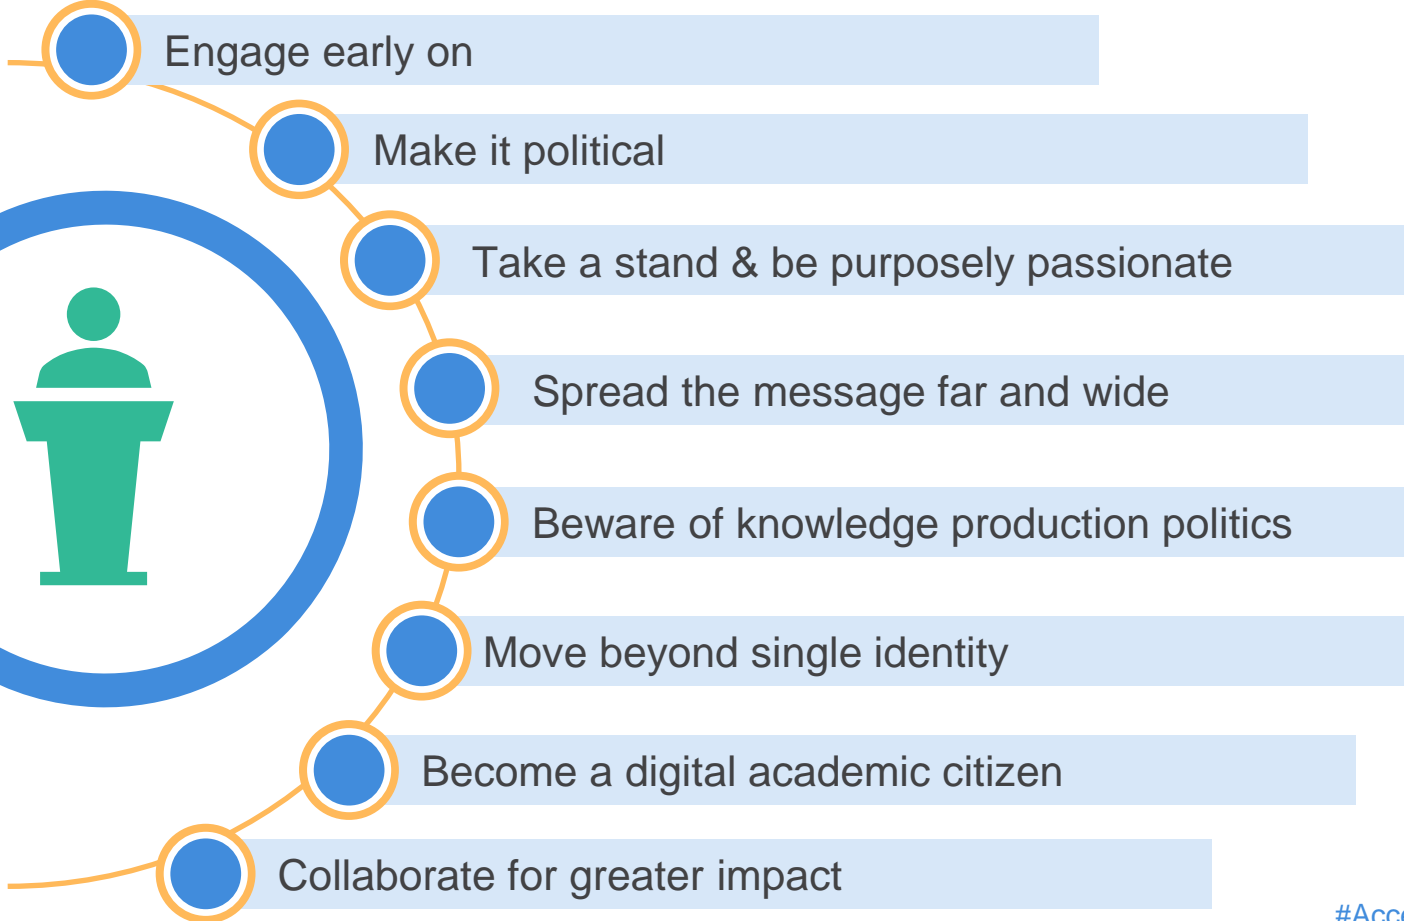 Engage early on
Make it political
Take a stand & be purposely passionate
Spread the message far and wide
Beware of knowledge production politics
Move beyond single identity
Become a digital academic citizen
Collaborate for greater impact